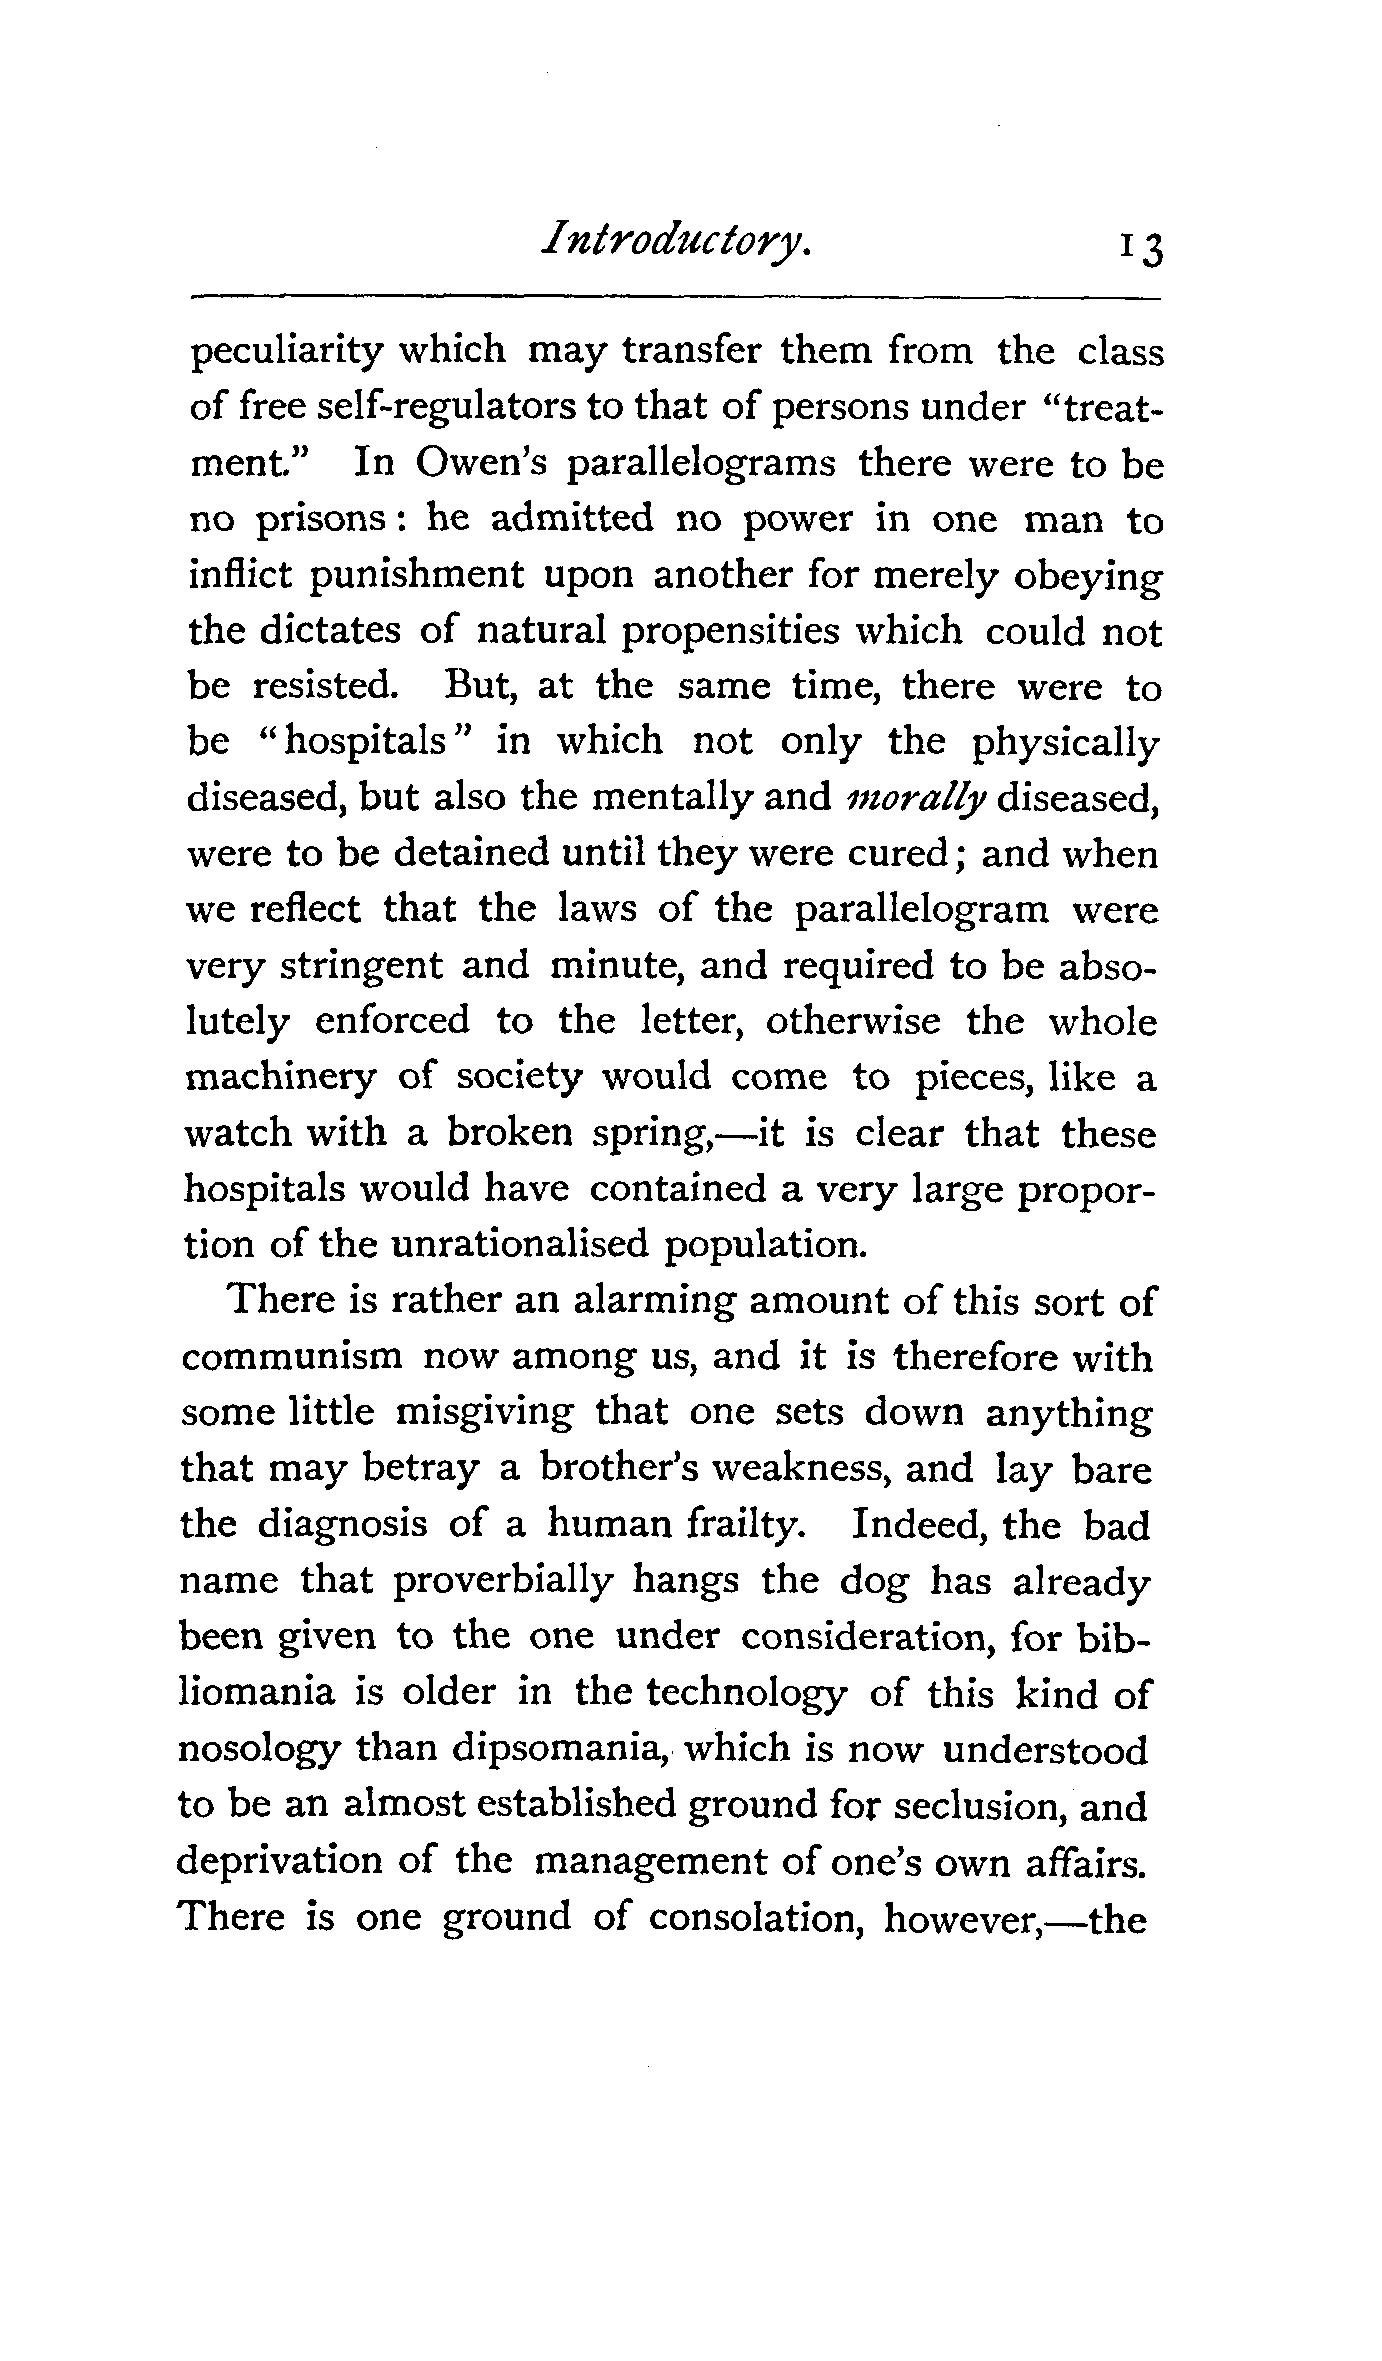 Introductory. 13
peculiarity which may transfer them from the class
of free self-regulators to that of persons under "treat-
ment." In Owen's parallelograms there were to be
no prisons : he admitted no power in one man to
inflict punishment upon another for merely obeying
the dictates of natural propensities which could not
be resisted. But, at the same time, there were to
be "hospitals" in which not only the physically
diseased, but also the mentally and morally diseased,
were to be detained until they were cured; and when
we reflect that the laws of the parallelogram were
very stringent and minute, and required to be abso-
lutely enforced to the letter, otherwise the whole
machinery of society would come to pieces, like a
watch with a broken spring,—it is clear that these
hospitals would have contained a very large propor-
tion of the unrationalised population.
There is rather an alarming amount of this sort of
communism now among us, and it is therefore with
some little misgiving that one sets down anything
that may betray a brother's weakness, and lay bare
the diagnosis of a human frailty. Indeed, the bad
name that proverbially hangs the dog has already
been given to the one under consideration, for bib-
liomania is older in the technology of this kind of
nosology than dipsomania, which is now understood
to be an almost established ground for seclusion, and
deprivation of the management of one's own affairs.
There is one ground of consolation, however,—the